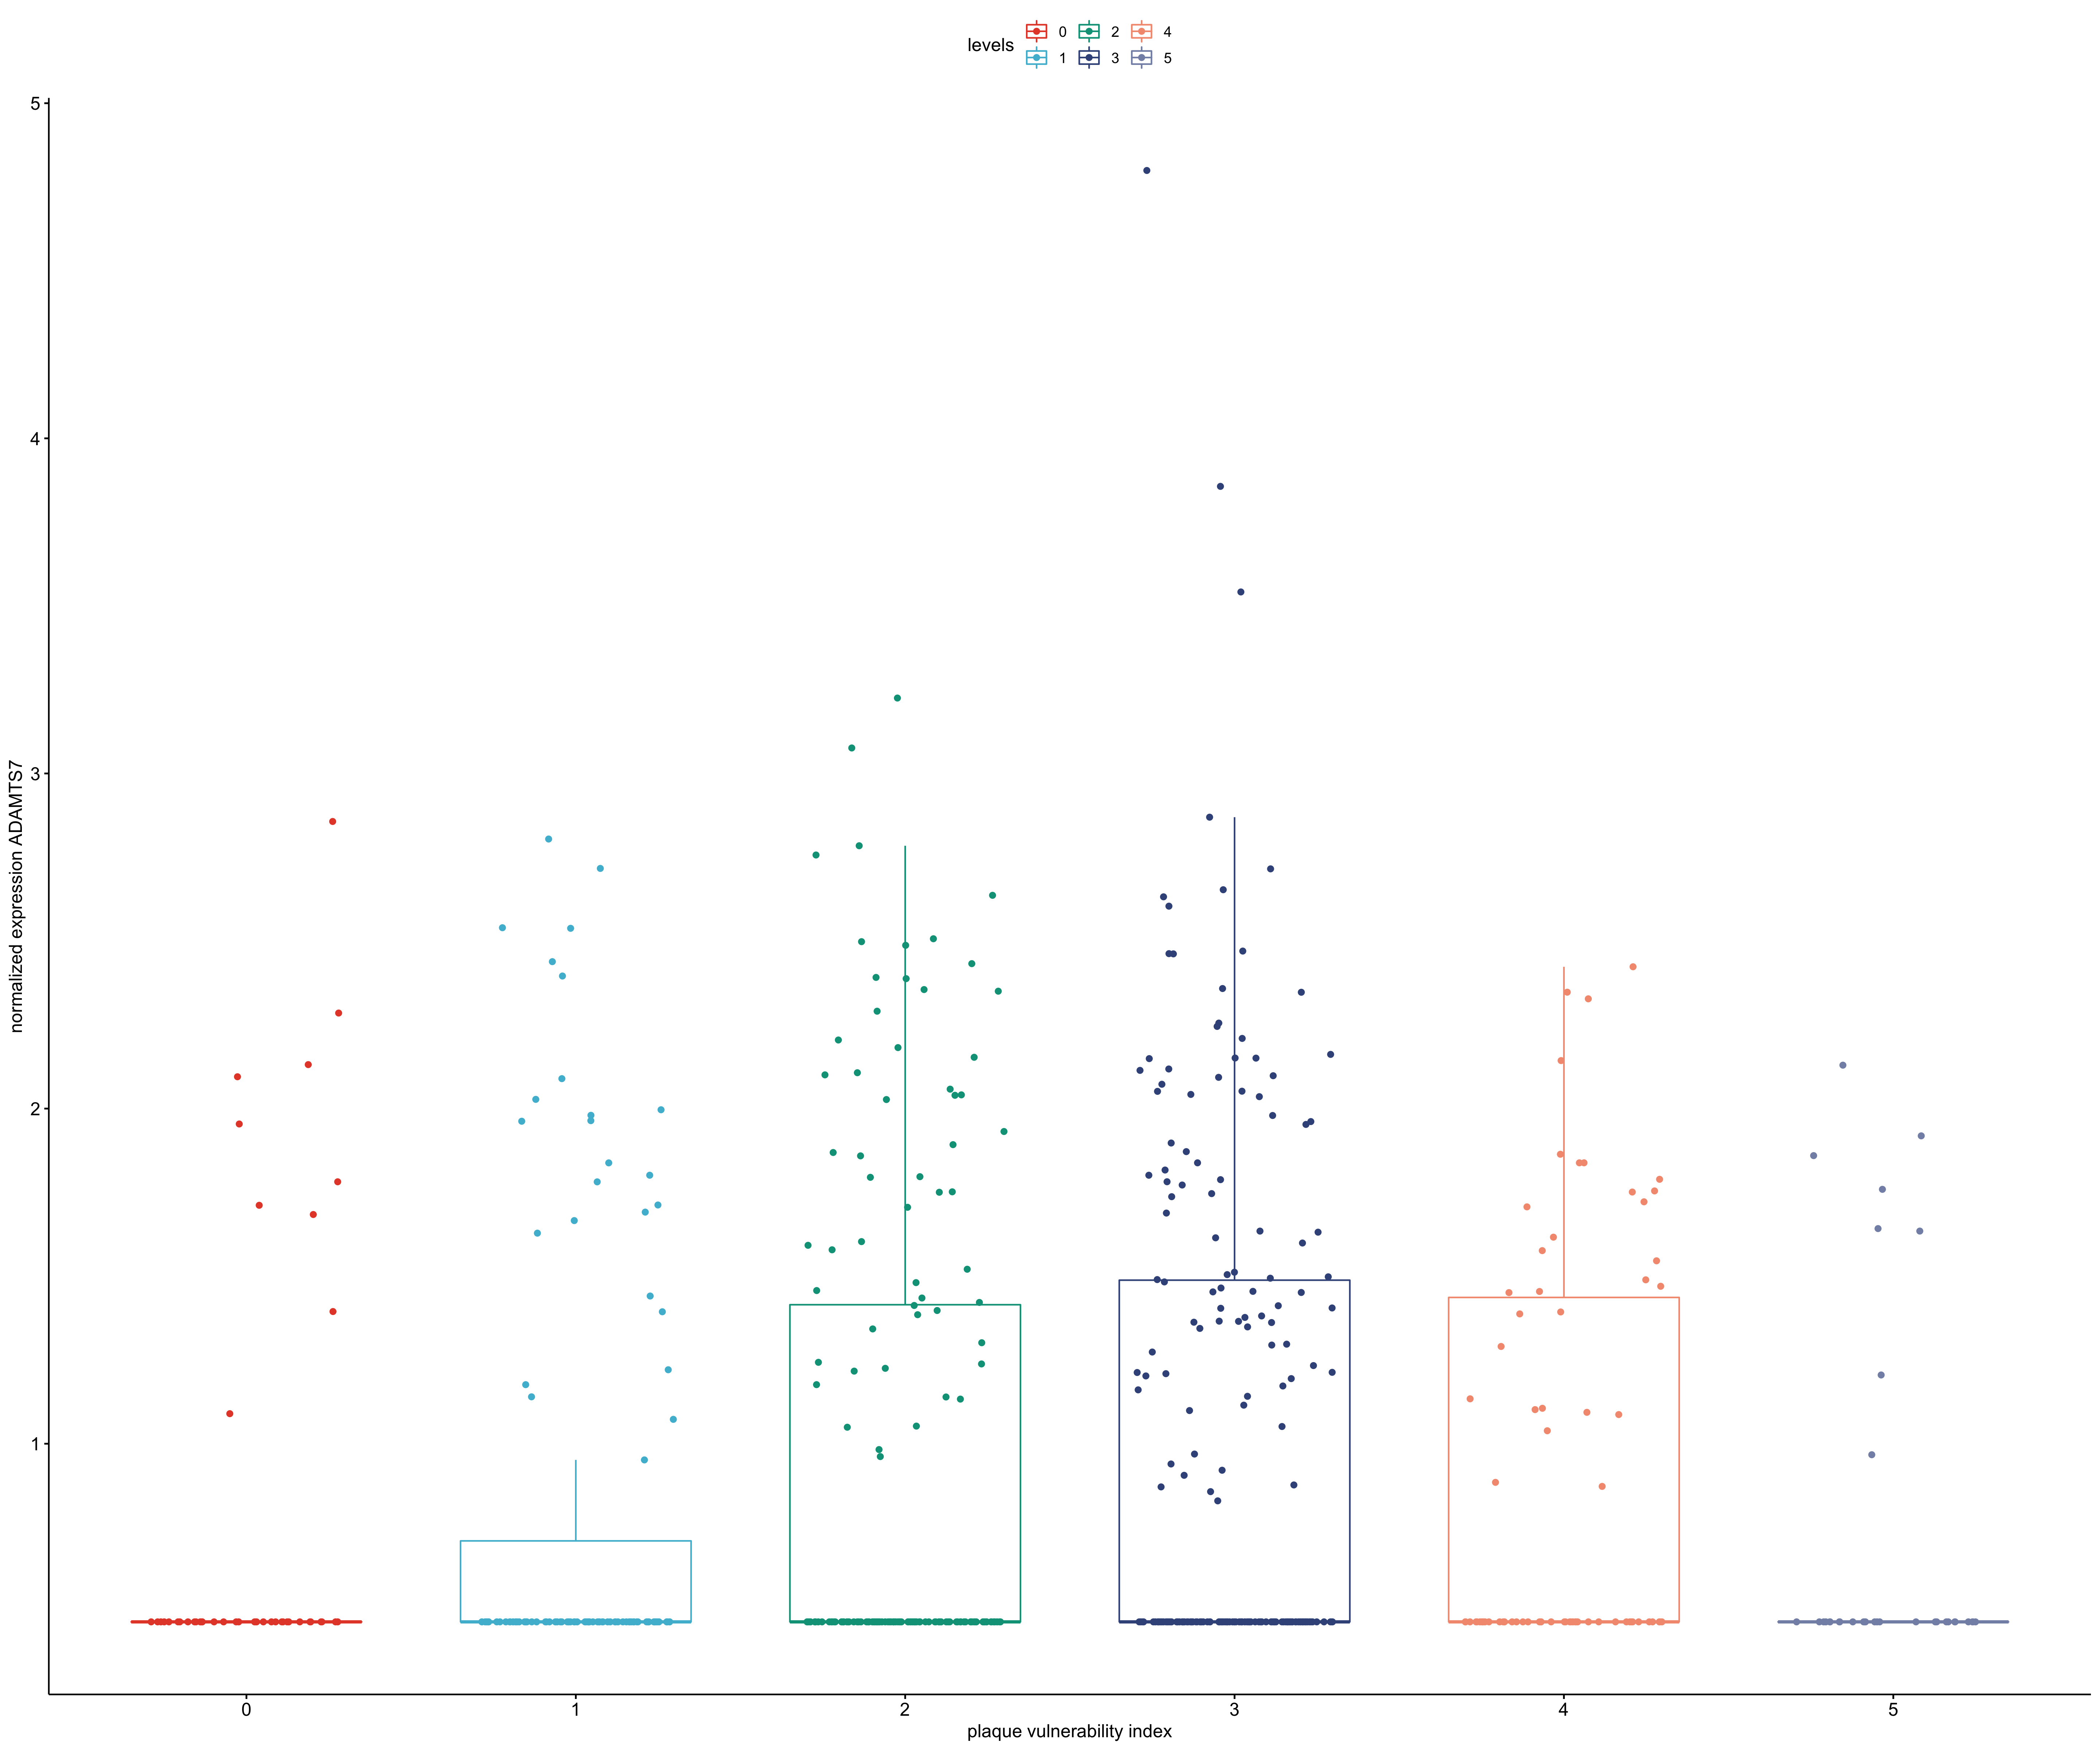 levels 0 2 4
1 3 5
5
4
3
2
1
normalized expression ADAMTS7
0 1 2 3 4 5
plaque vulnerability index